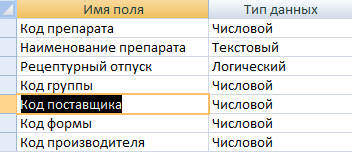 Имя поля Тип данных
Код препарата Числовой
Наименование препарата Текстовый
Рецептурный отпуск Логический
Код группы Числовой
Код поставщика Числовой
Код формы Числовой
Код производителя Числовой